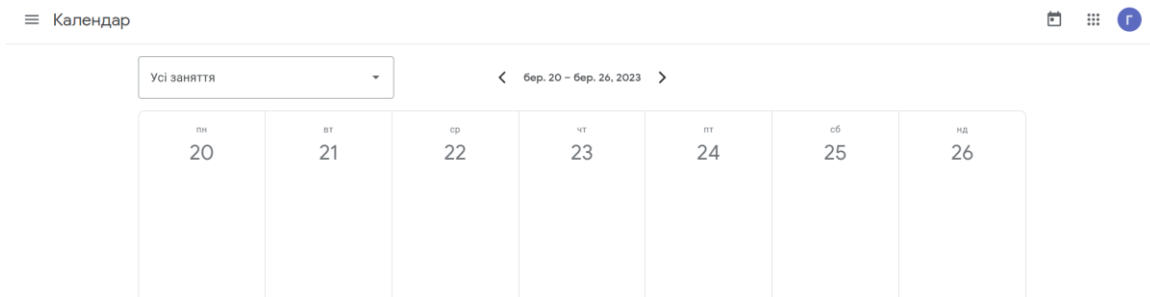 Календар
Г
Усі заняття
бер. 20 – бер. 26, 2023
пн вт ср чт пт сб нд
20 21 22 23 24 25 26